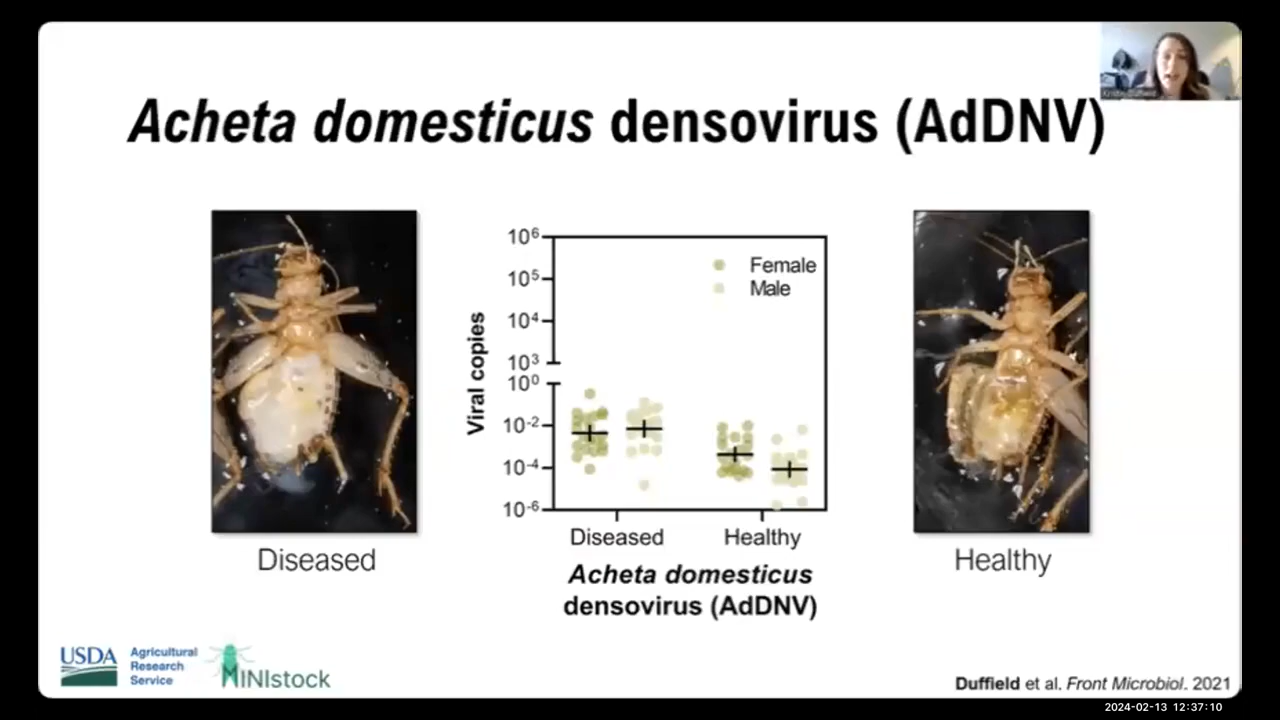 Acheta domesticus densovirus (AdDNV)
10⁶
10⁵
10⁴
10³
10⁰
10⁻²
10⁻⁴
10⁻⁶
Viral copies
Female
Male
Diseased
Healthy
Acheta domesticus
densovirus (AdDNV)
Diseased
Healthy
USDA
Agricultural
Research
Service
MINIstock
Duffield et al. Front Microbiol. 2021
2024-02-13 12:37:10